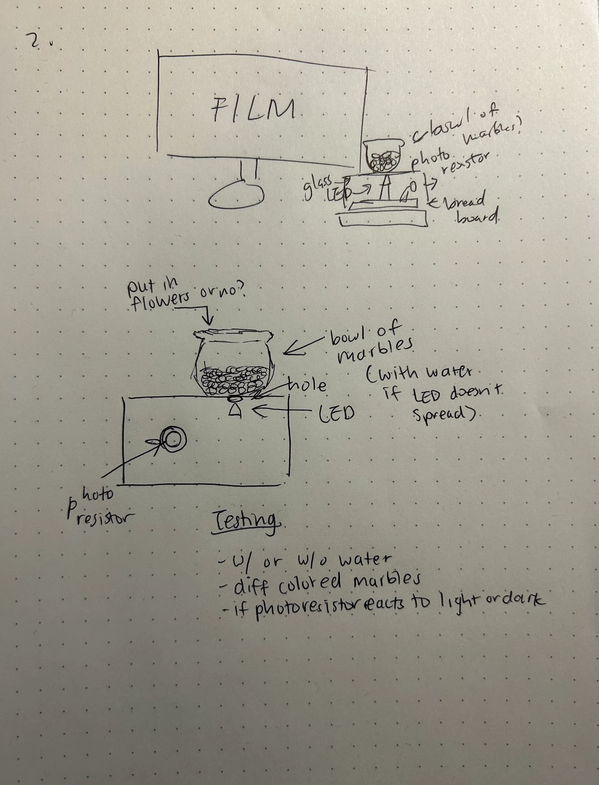 2.
FILM
bowl of
marbles?
photo
resistor
glass
LED
bread
board
put in
flowers or no?
bowl of
marbles
(with water
if LED doesn't
spread)
hole
LED
photo
resistor
Testing
- w/ or w/o water
- diff colored marbles
- if photoresistor reacts to light or dark